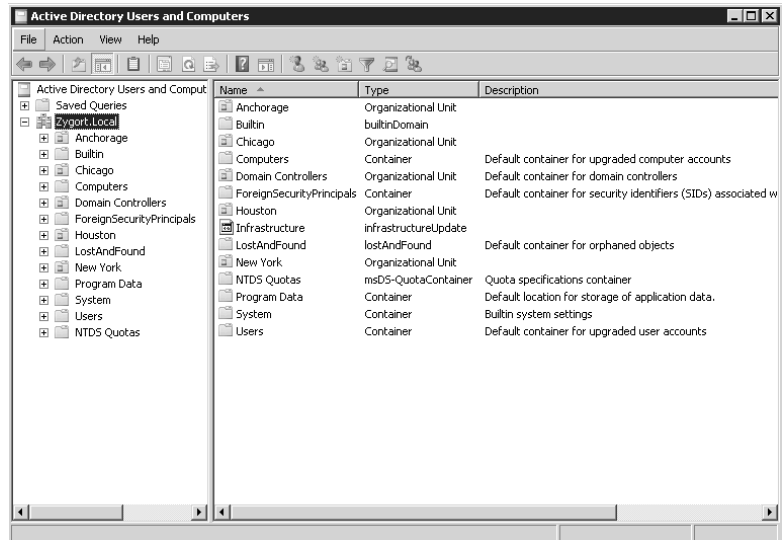 Active Directory Users and Computers
File Action View Help
Active Directory Users and Comput
Saved Queries
Zygort.Local
Anchorage
Builtin
Chicago
Computers
Domain Controllers
ForeignSecurityPrincipals
Houston
LostAndFound
New York
Program Data
System
Users
NTDS Quotas
Name Type Description
Anchorage Organizational Unit
Builtin builtinDomain
Chicago Organizational Unit
Computers Container Default container for upgraded computer accounts
Domain Controllers Organizational Unit Default container for domain controllers
ForeignSecurityPrincipals Container Default container for security identifiers (SIDs) associated w
Houston Organizational Unit
Infrastructure infrastructureUpdate
LostAndFound lostAndFound Default container for orphaned objects
New York Organizational Unit
NTDS Quotas msDS-QuotaContainer Quota specifications container
Program Data Container Default location for storage of application data.
System Container Builtin system settings
Users Container Default container for upgraded user accounts